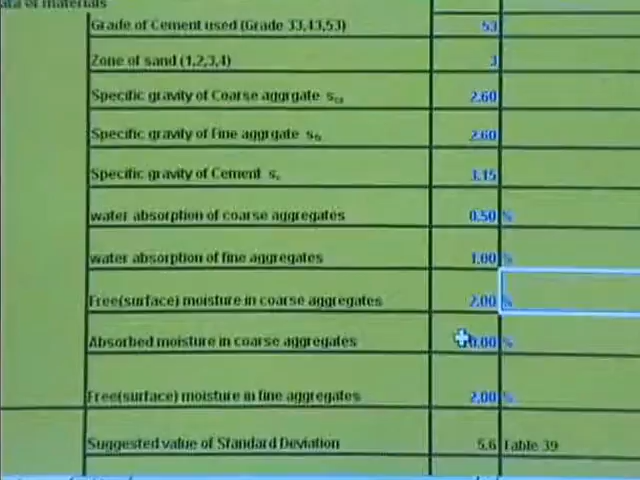 ata of materials
Grade of Cement used (Grade 33,43,53) 53
Zone of sand (1,2,3,4) 3
Specific gravity of Coarse aggrgate s 2.60
Specific gravity of Fine aggrgate s 2.60
Specific gravity of Cement s 3.15
water absorption of coarse aggregates 0.50 %
water absorption of fine aggregates 1.00 %
Free(surface) moisture in coarse aggregates 2.00 %
Absorbed moisture in coarse aggregates 0.00 %
Free(surface) moisture in fine aggregates 2.00 %
Suggested value of Standard Deviation 5.6 Table 39